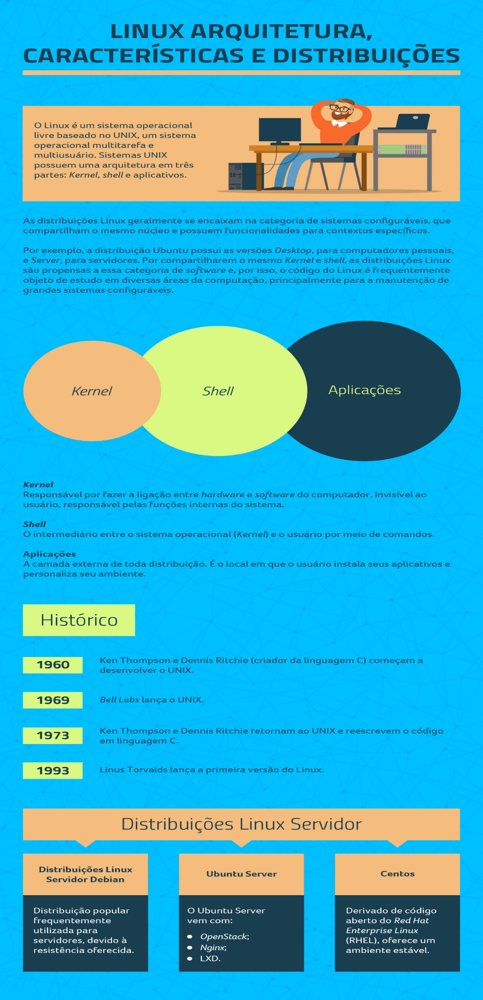 LINUX ARQUITETURA,
CARACTERÍSTICAS E DISTRIBUIÇÕES
O Linux é um sistema operacional
livre baseado no UNIX, um sistema
operacional multitarefa e
multiusuário. Sistemas UNIX
possuem uma arquitetura em três
partes: Kernel, shell e aplicativos.
As distribuições Linux geralmente se encaixam na categoria de sistemas configuráveis, que
compartilham o mesmo núcleo e possuem funcionalidades para contextos específicos.
Por exemplo, a distribuição Ubuntu possui as versões Desktop, para computadores pessoais,
e Server, para servidores. Por compartilharem o mesmo Kernel e shell, as distribuições Linux
são propensas a essa categoria de software e, por isso, o código do Linux é frequentemente
objeto de estudo em diversas áreas da computação, principalmente para a manutenção de
grandes sistemas configuráveis.
Kernel
Shell
Aplicações
Kernel
Responsável por fazer a ligação entre hardware e software do computador. Invisível ao
usuário, responsável pelas funções internas do sistema.
Shell
O intermediário entre o sistema operacional (Kernel) e o usuário por meio de comandos.
Aplicações
A camada externa de toda distribuição. É o local em que o usuário instala seus aplicativos e
personaliza seu ambiente.
Histórico
1960
Ken Thompson e Dennis Ritchie (criador da linguagem C) começam a
desenvolver o UNIX.
1969
Bell Labs lança o UNIX.
1973
Ken Thompson e Dennis Ritchie retornam ao UNIX e reescrevem o código
em linguagem C.
1993
Linus Torvalds lança a primeira versão do Linux.
Distribuições Linux Servidor
Distribuições Linux
Servidor Debian
Distribuição popular
frequentemente
utilizada para
servidores, devido à
resistência oferecida.
Ubuntu Server
O Ubuntu Server
vem com:
● OpenStack;
● Nginx;
● LXD.
Centos
Derivado de código
aberto do Red Hat
Enterprise Linux
(RHEL), oferece um
ambiente estável.